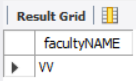 Result Grid
facultyNAME
VV